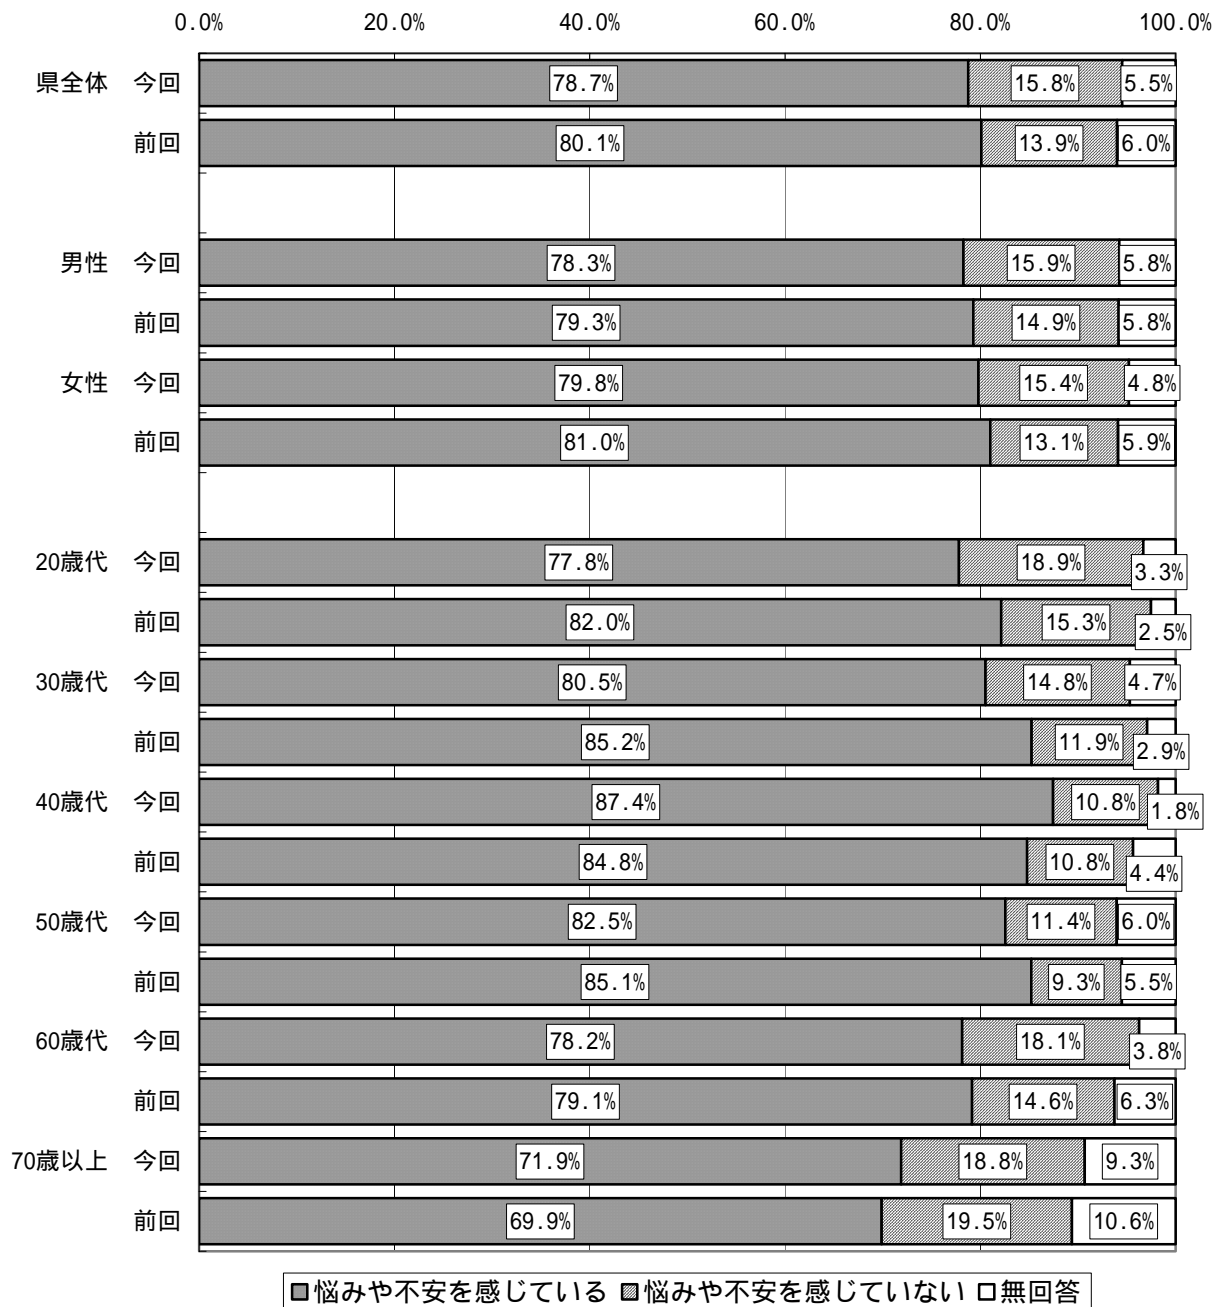 0.0% 20.0% 40.0% 60.0% 80.0% 100.0%
県全体 今回 78.7% 15.8% 5.5%
前回 80.1% 13.9% 6.0%
男性 今回 78.3% 15.9% 5.8%
前回 79.3% 14.9% 5.8%
女性 今回 79.8% 15.4% 4.8%
前回 81.0% 13.1% 5.9%
20歳代 今回 77.8% 18.9% 3.3%
前回 82.0% 15.3% 2.5%
30歳代 今回 80.5% 14.8% 4.7%
前回 85.2% 11.9% 2.9%
40歳代 今回 87.4% 10.8% 1.8%
前回 84.8% 10.8% 4.4%
50歳代 今回 82.5% 11.4% 6.0%
前回 85.1% 9.3% 5.5%
60歳代 今回 78.2% 18.1% 3.8%
前回 79.1% 14.6% 6.3%
70歳以上 今回 71.9% 18.8% 9.3%
前回 69.9% 19.5% 10.6%
悩みや不安を感じている 悩みや不安を感じていない 無回答